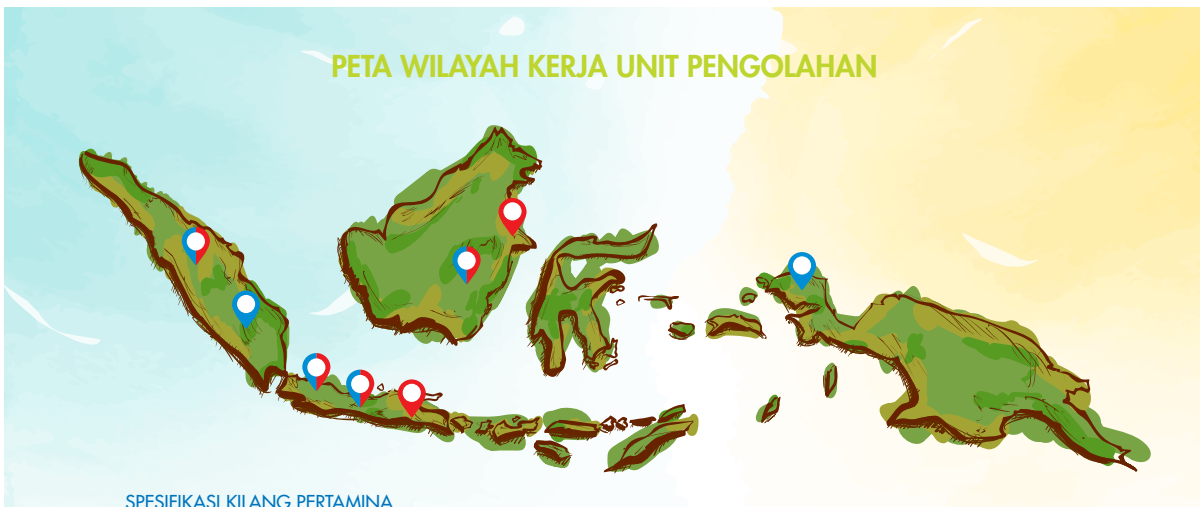 PETA WILAYAH KERJA UNIT PENGOLAHAN
SPESIFIKASI KILANG PERTAMINA